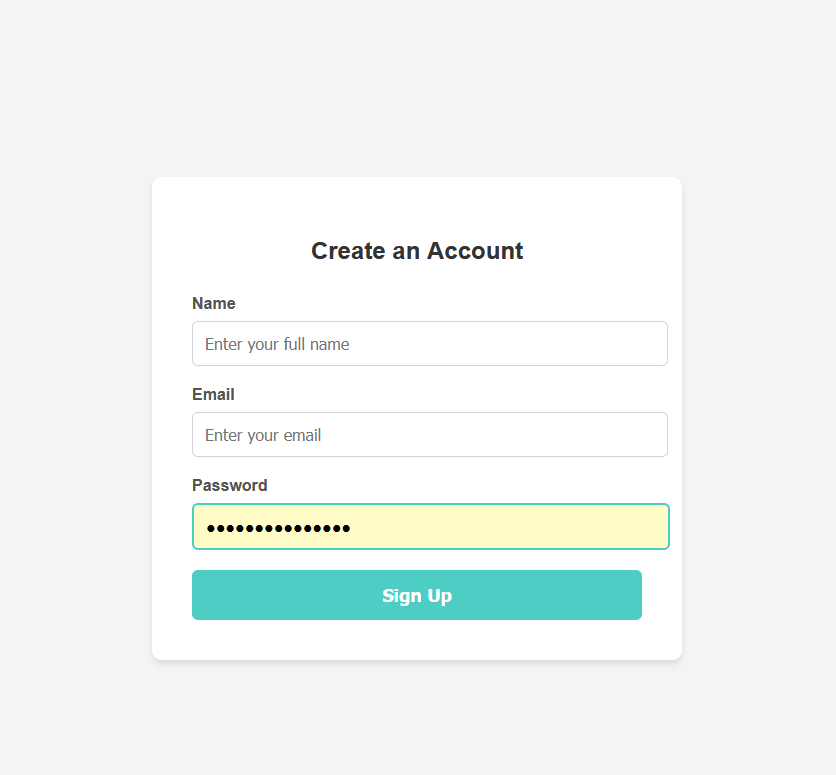 Create an Account
Name
Enter your full name
Email
Enter your email
Password
●●●●●●●●●●●●●●●
Sign Up